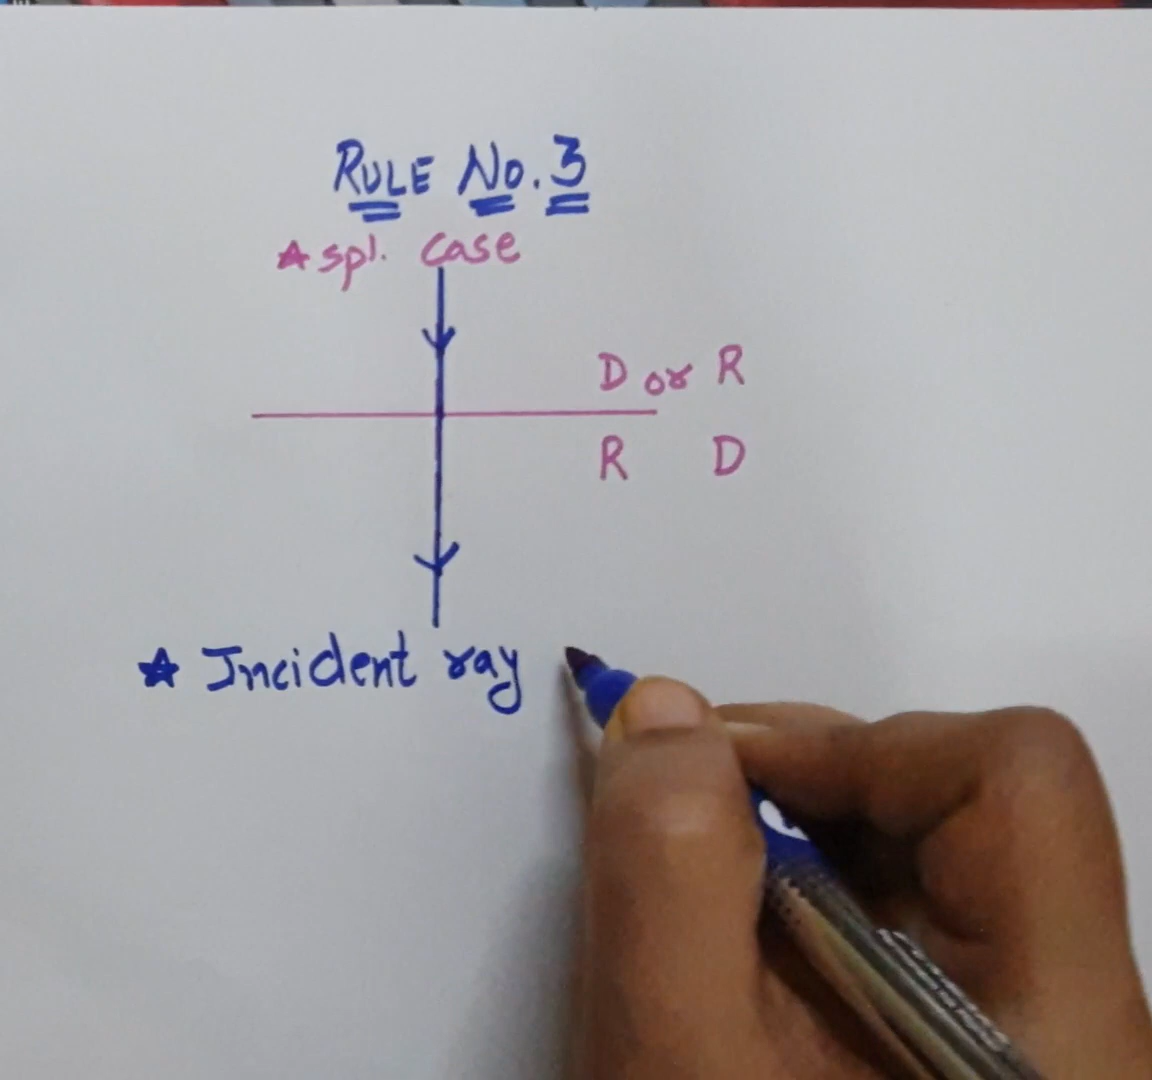 RULE No. 3
☆ spl. case
D or R
R D
☆ Incident ray